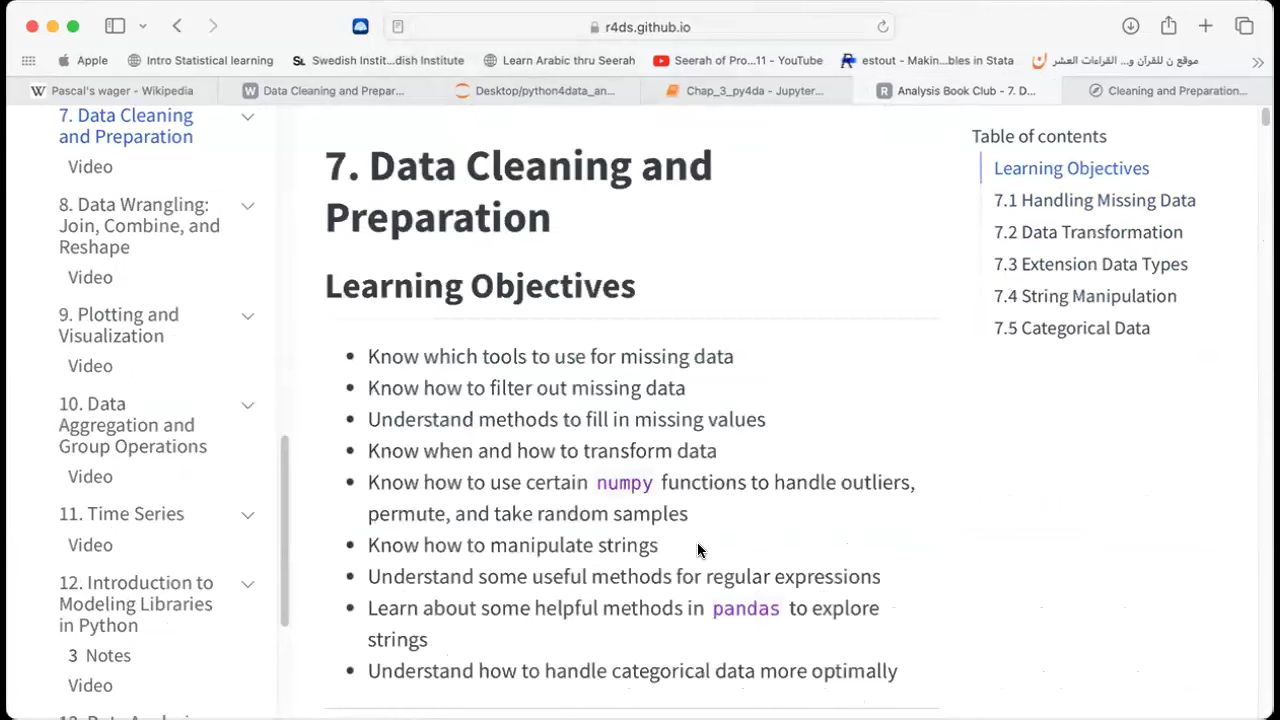 r4ds.github.io
Apple
Intro Statistical learning
Swedish Instit...dish Institute
Learn Arabic thru Seerah
Seerah of Pro...11 - YouTube
estout - Makin...bles in Stata
موقع ن للقرآن و... القراءات العشر
Pascal's wager - Wikipedia
Data Cleaning and Prepar...
Desktop/python4data_an...
Chap_3_py4da - Jupyter...
Analysis Book Club - 7. D...
Cleaning and Preparation...
7. Data Cleaning
and Preparation
Video
8. Data Wrangling:
Join, Combine, and
Reshape
Video
9. Plotting and
Visualization
Video
10. Data
Aggregation and
Group Operations
Video
11. Time Series
Video
12. Introduction to
Modeling Libraries
in Python
3 Notes
Video
7. Data Cleaning and
Preparation
Learning Objectives
• Know which tools to use for missing data
• Know how to filter out missing data
• Understand methods to fill in missing values
• Know when and how to transform data
• Know how to use certain numpy functions to handle outliers,
permute, and take random samples
• Know how to manipulate strings
• Understand some useful methods for regular expressions
• Learn about some helpful methods in pandas to explore
strings
• Understand how to handle categorical data more optimally
Table of contents
Learning Objectives
7.1 Handling Missing Data
7.2 Data Transformation
7.3 Extension Data Types
7.4 String Manipulation
7.5 Categorical Data